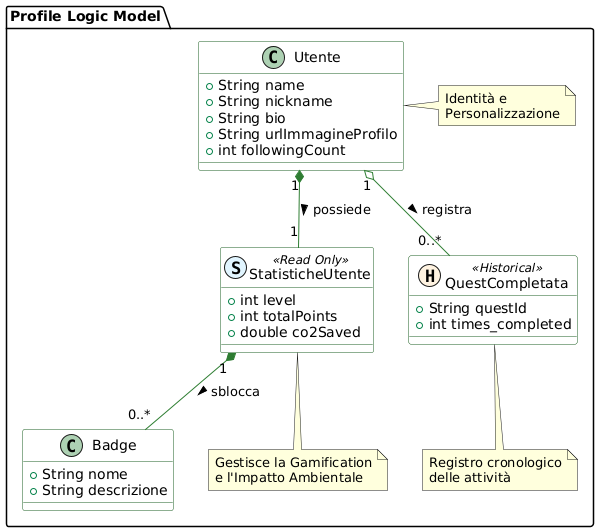 Profile Logic Model
C Utente
String name
String nickname
String bio
String urlImmagineProfilo
int followingCount
Identità e
Personalizzazione
1
1
possiede
registra
1
0..*
S «Read Only»
StatisticheUtente
int level
int totalPoints
double co2Saved
H «Historical»
QuestCompletata
String questId
int times_completed
1
sblocca
0..*
C Badge
String nome
String descrizione
Gestisce la Gamification
e l'Impatto Ambientale
Registro cronologico
delle attività